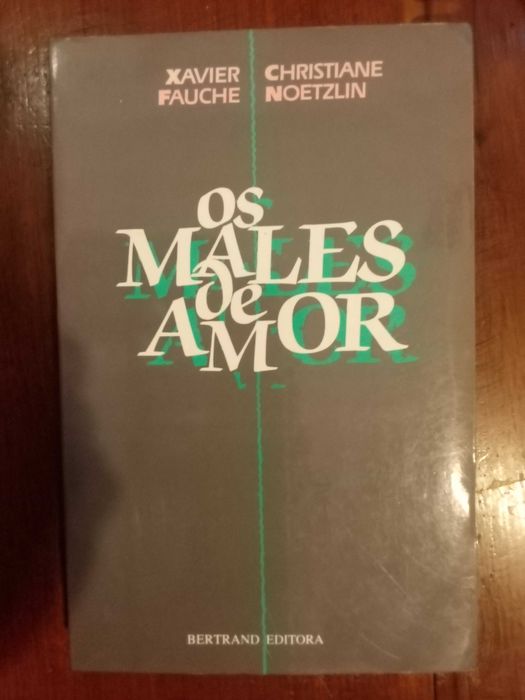 XAVIER CHRISTIANE
FAUCHE NOETZLIN
OS
MALES
de
AMOR
BERTRAND EDITORA